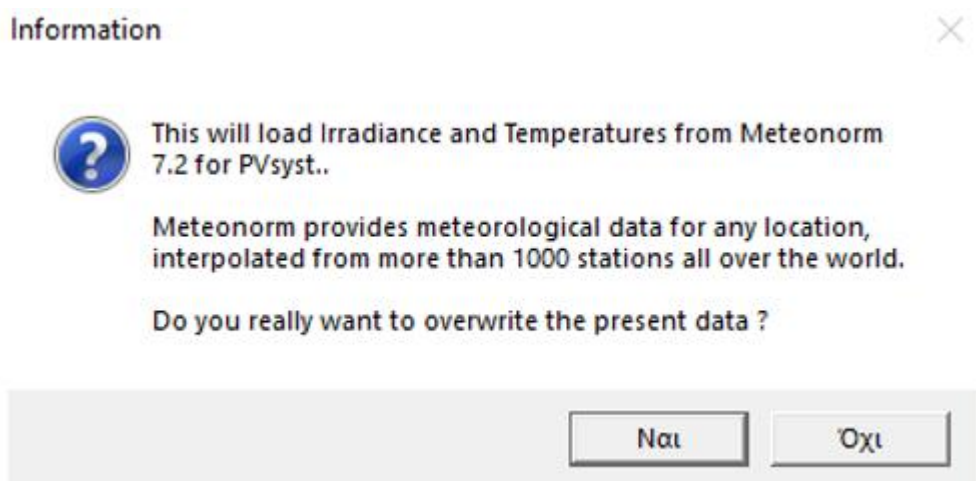 Information
This will load Irradiance and Temperatures from Meteonorm
7.2 for PVsyst..
Meteonorm provides meteorological data for any location,
interpolated from more than 1000 stations all over the world.
Do you really want to overwrite the present data ?
Ναι
Όχι